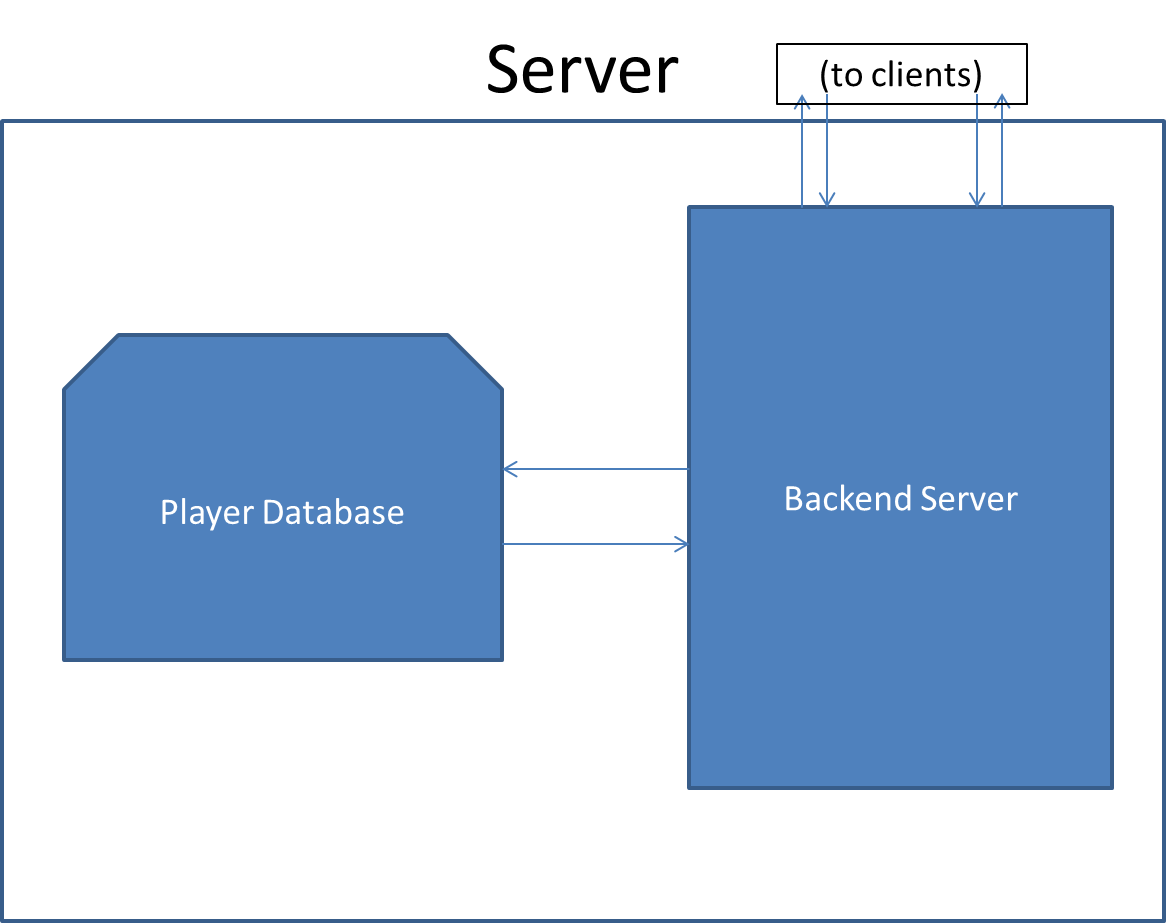 Server
(to clients)
Player Database
Backend Server